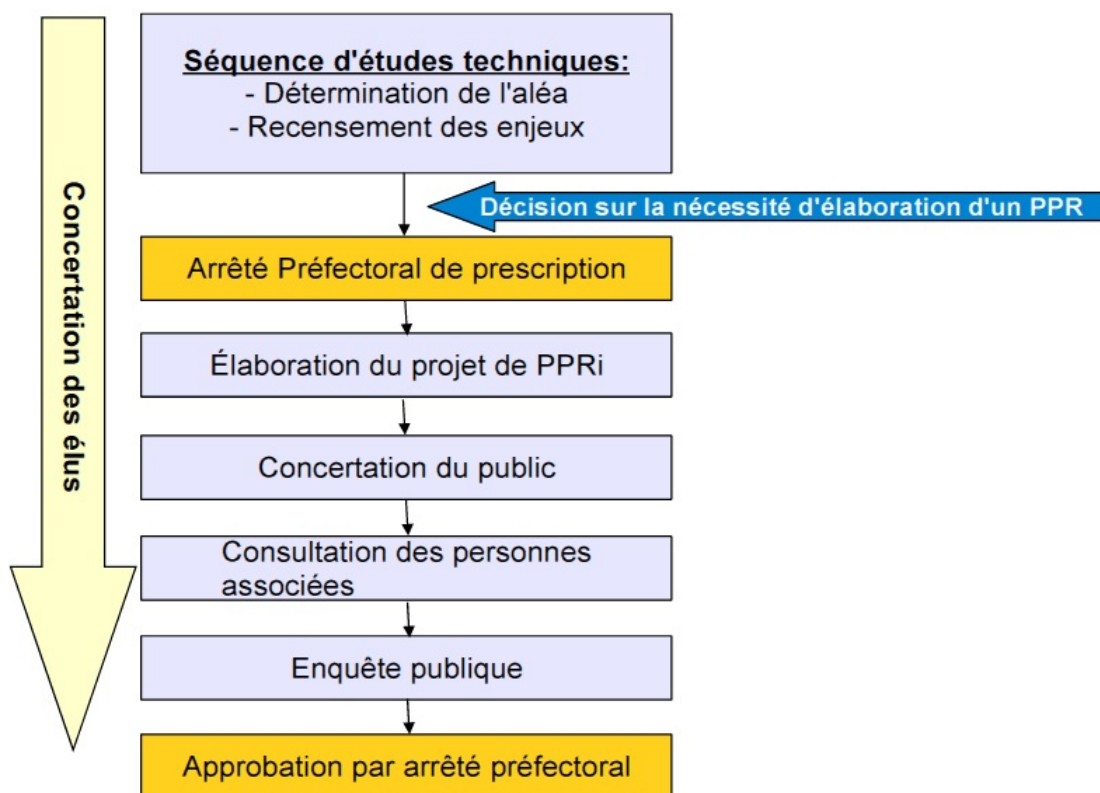 Séquence d'études techniques:
- Détermination de l'aléa
- Recensement des enjeux
Concertation des élus
Décision sur la nécessité d'élaboration d'un PPR
Arrêté Préfectoral de prescription
Élaboration du projet de PPRi
Concertation du public
Consultation des personnes
associées
Enquête publique
Approbation par arrêté préfectoral